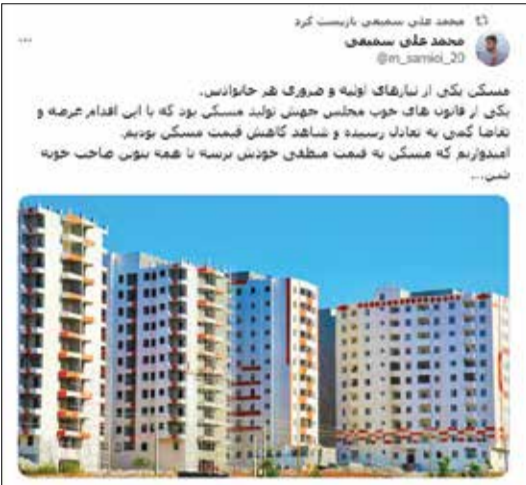 محمد علی سمیعی بازپست کرد
محمد علی سمیعی
@m_samiei_20
مسکن یکی از نیازهای اولیه و ضروری هر خانوادس.
یکی از قانون های خوب مجلس جهش تولید مسکن بود که با این اقدام عرضه و
تقاضا کمی به تعادل رسیده و شاهد کاهش قیمت مسکن بودیم.
امیدواریم که مسکن به قیمت منطقی خودش برسه تا همه بتونن صاحب خونه
شن...